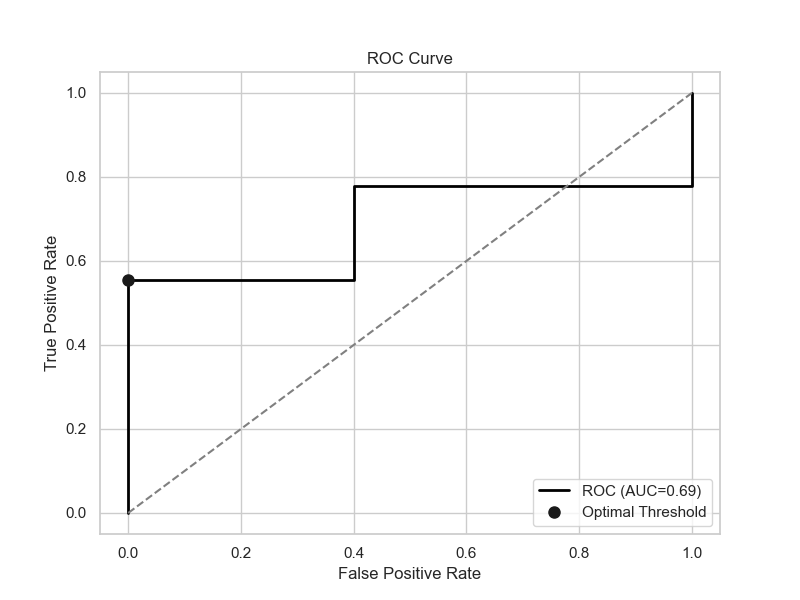 ROC Curve
True Positive Rate
1.0
0.8
0.6
0.4
0.2
0.0
0.0 0.2 0.4 0.6 0.8 1.0
False Positive Rate
ROC (AUC=0.69)
Optimal Threshold